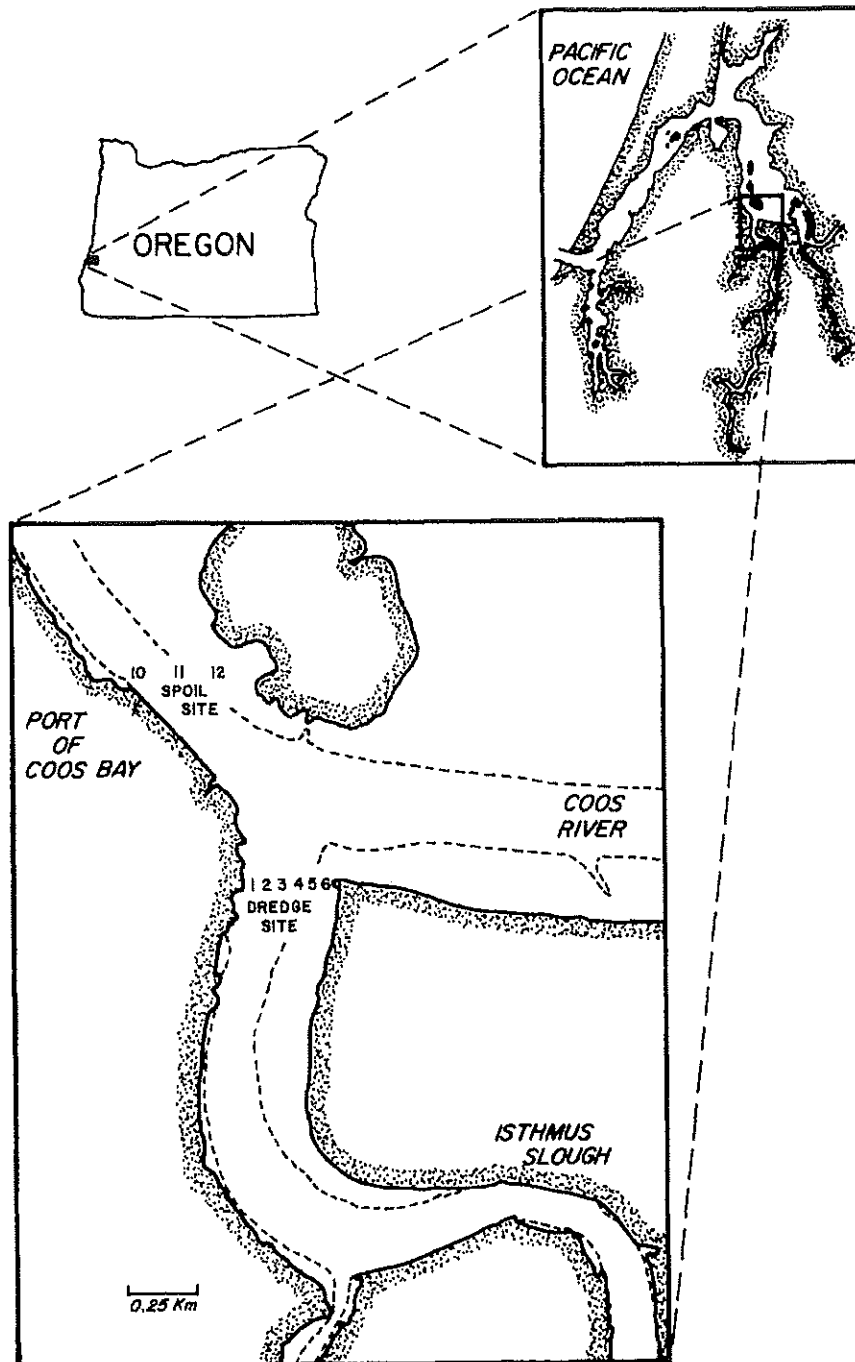 PACIFIC
OCEAN
OREGON
10 11 12
SPOIL
SITE
PORT
OF
COOS BAY
COOS
RIVER
1 2 3 4 5 6
DREDGE
SITE
ISTHMUS
SLOUGH
0.25 Km